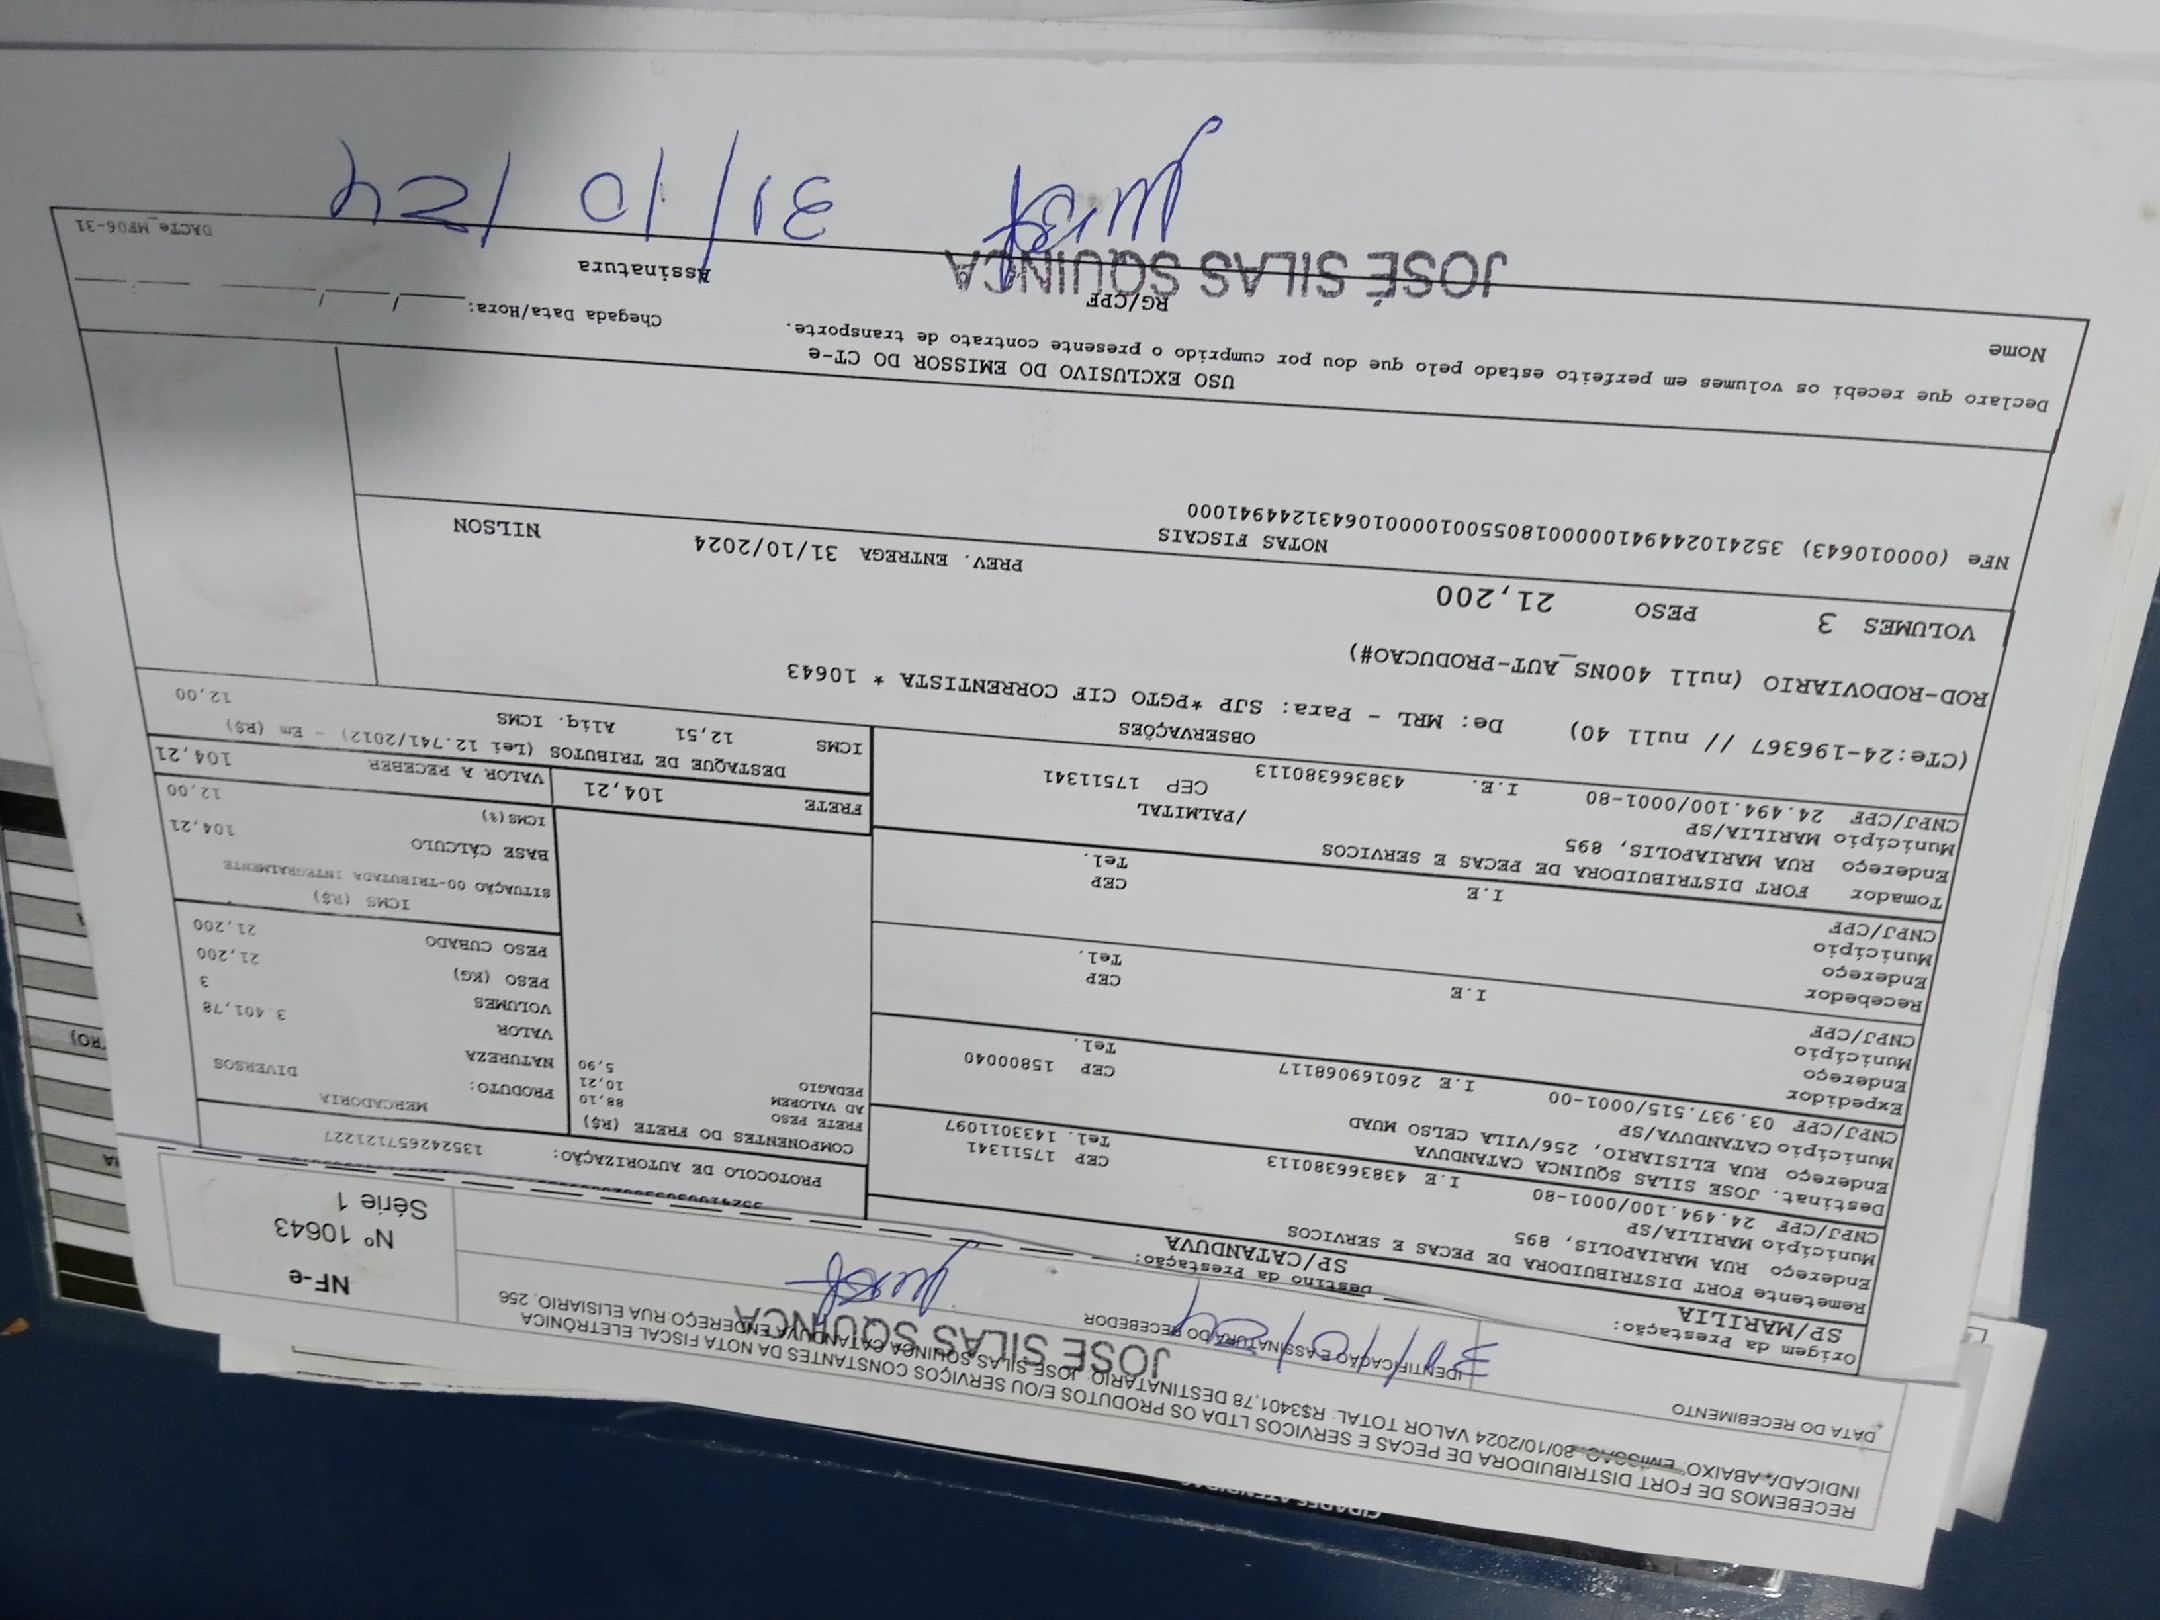 CIDADES ATENDIDAS
RECEBEMOS DE FORT DISTRIBUIDORA DE PECAS E SERVICOS LTDA OS PRODUTOS E/OU SERVIÇOS CONSTANTES DA NOTA FISCAL ELETRÔNICA
INDICADA ABAIXO. EMISSÃO: 30/10/2024 VALOR TOTAL: R$3401,78 DESTINATÁRIO: JOSE SILAS SQUINCA CATANDUVA ENDEREÇO:RUA ELISIARIO, 256
JOSÉ SILAS SQUINCA
DATA DO RECEBIMENTO
IDENTIFICAÇÃO E ASSINATURA DO RECEBEDOR
NF-e
Nº 10643
Série 1
Origem da Prestação:
SP/MARILIA
Destino da Prestação:
SP/CATANDUVA
Remetente FORT DISTRIBUIDORA DE PECAS E SERVICOS
Endereço RUA MARIAPOLIS, 895
Município MARILIA/SP
CEP 17511341
CNPJ/CPF 24.494.100/0001-80 I.E 438366380113
Tel. 1433011097
Destinat. JOSE SILAS SQUINCA CATANDUVA
Endereço RUA ELISIARIO, 256/VILA CELSO MUAD
Município CATANDUVA/SP
CEP 15800040
CNPJ/CPF 03.937.515/0001-00 I.E 260169068117
Tel.
Expedidor
Endereço
Município
CEP
CNPJ/CPF
I.E
Tel.
Recebedor
Endereço
Município
CEP
CNPJ/CPF
I.E
Tel.
Tomador FORT DISTRIBUIDORA DE PECAS E SERVICOS
Endereço RUA MARIAPOLIS, 895 /PALMITAL
Município MARILIA/SP CEP 17511341
CNPJ/CPF 24.494.100/0001-80 I.E. 438366380113
PROTOCOLO DE AUTORIZAÇÃO:
135242657121227
COMPONENTES DO FRETE (R$)
FRETE PESO 88,10
AD VALOREM 10,21
PEDAGIO 5,90
FRETE 104,21
MERCADORIA
PRODUTO: DIVERSOS
NATUREZA
VALOR 3.401,78
VOLUMES 3
PESO (KG) 21,200
PESO CUBADO 21,200
ICMS (R$)
SITUAÇÃO 00-TRIBUTADA INTEGRALMENTE
BASE CÁLCULO 104,21
ICMS(%) 12,00
VALOR A RECEBER 104,21
DESTAQUE DE TRIBUTOS (Lei 12.741/2012) - Em (R$)
ICMS 12,51 Aliq. ICMS 12,00
OBSERVAÇÕES
(CTe:24-196367 // null 40) De: MRL - Para: SJP *PGTO CIF CORRENTISTA * 10643
ROD-RODOVIARIO (null 400NS_AUT-PRODUCAO#)
VOLUMES 3 PESO 21,200
PREV. ENTREGA 31/10/2024 NILSON
NOTAS FISCAIS
NFe (000010643) 35241024494100000180550010000106431244941000
USO EXCLUSIVO DO EMISSOR DO CT-e
Declaro que recebi os volumes em perfeito estado pelo que dou por cumprido o presente contrato de transporte.
Nome
RG/CPF
Chegada Data/Hora: / /
Assinatura
JOSÉ SILAS SQUINCA
DACTe_MF06-31
31/10/24